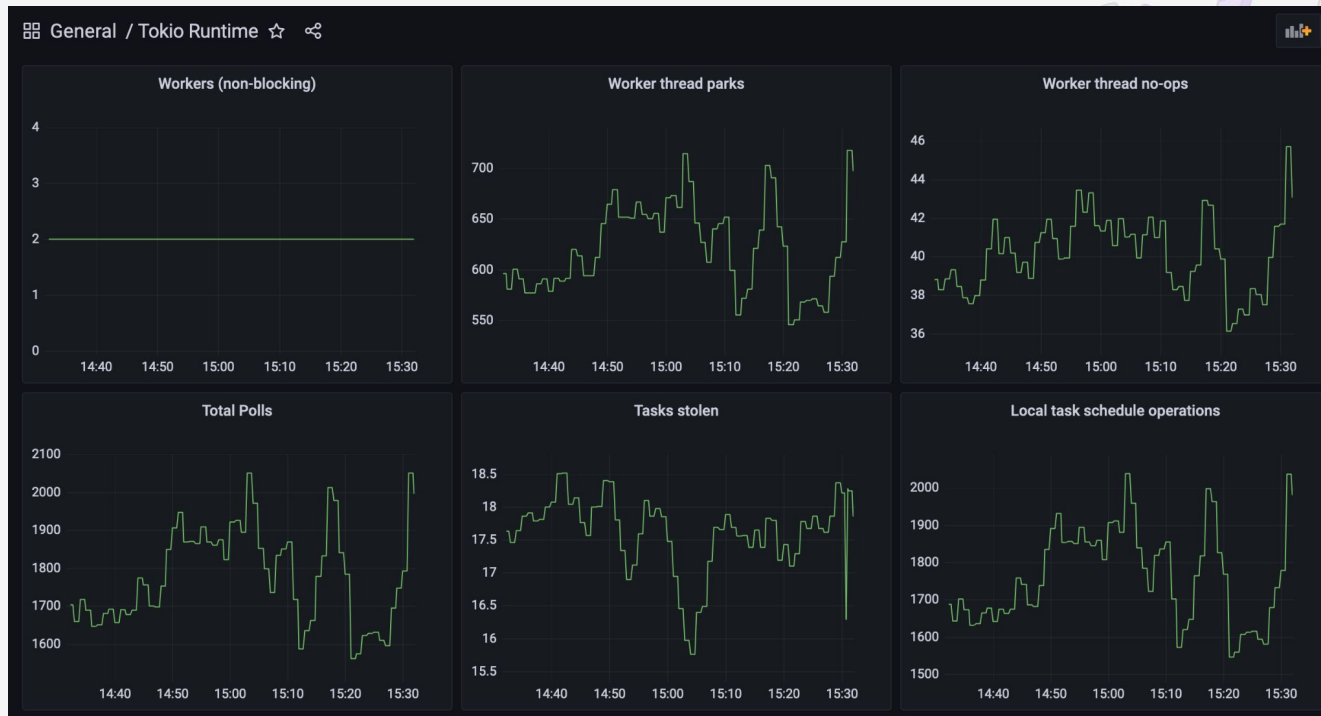 General / Tokio Runtime
Workers (non-blocking)
4
3
2
1
0
14:40 14:50 15:00 15:10 15:20 15:30
Worker thread parks
700
650
600
550
14:40 14:50 15:00 15:10 15:20 15:30
Worker thread no-ops
46
44
42
40
38
36
14:40 14:50 15:00 15:10 15:20 15:30
Total Polls
2100
2000
1900
1800
1700
1600
14:40 14:50 15:00 15:10 15:20 15:30
Tasks stolen
18.5
18
17.5
17
16.5
16
15.5
14:40 14:50 15:00 15:10 15:20 15:30
Local task schedule operations
2000
1900
1800
1700
1600
1500
14:40 14:50 15:00 15:10 15:20 15:30